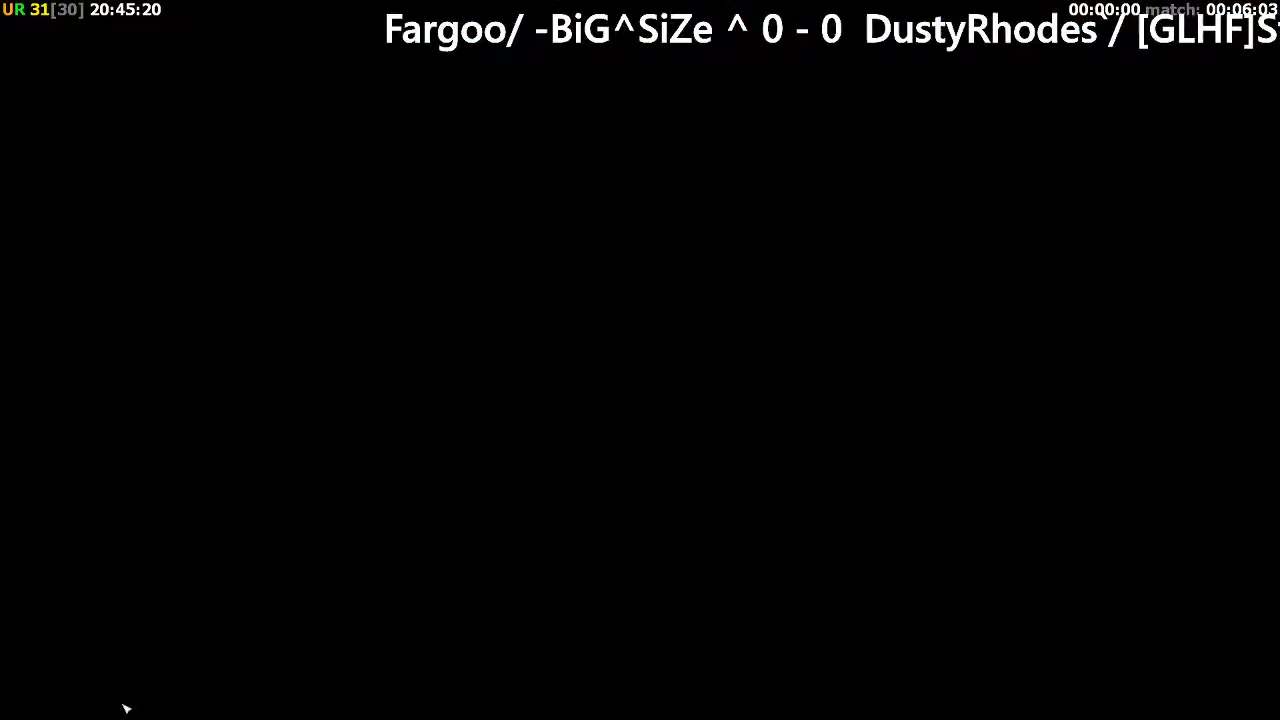 UR 31[30] 20:45:20
00:00:00 match: 00:06:03
Fargoo/ -BiG^SiZe ^ 0 - 0 DustyRhodes`/ [GLHF]S